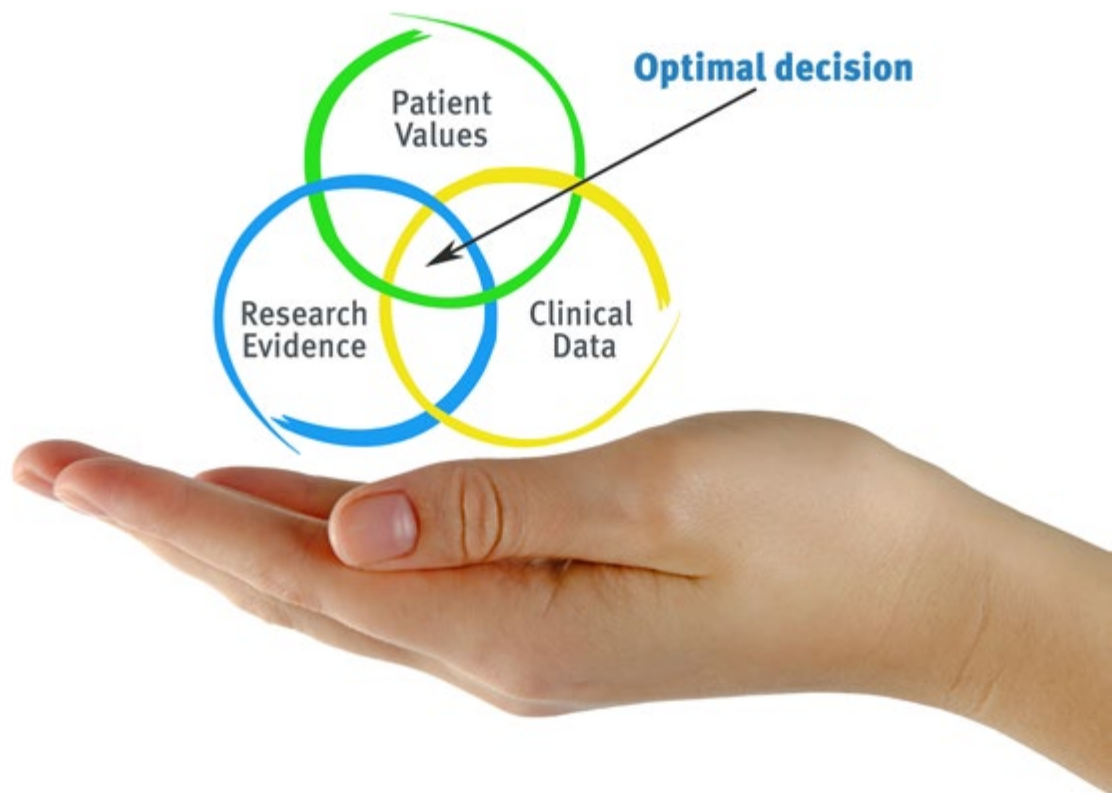 Optimal decision
Patient
Values
Research
Evidence
Clinical
Data